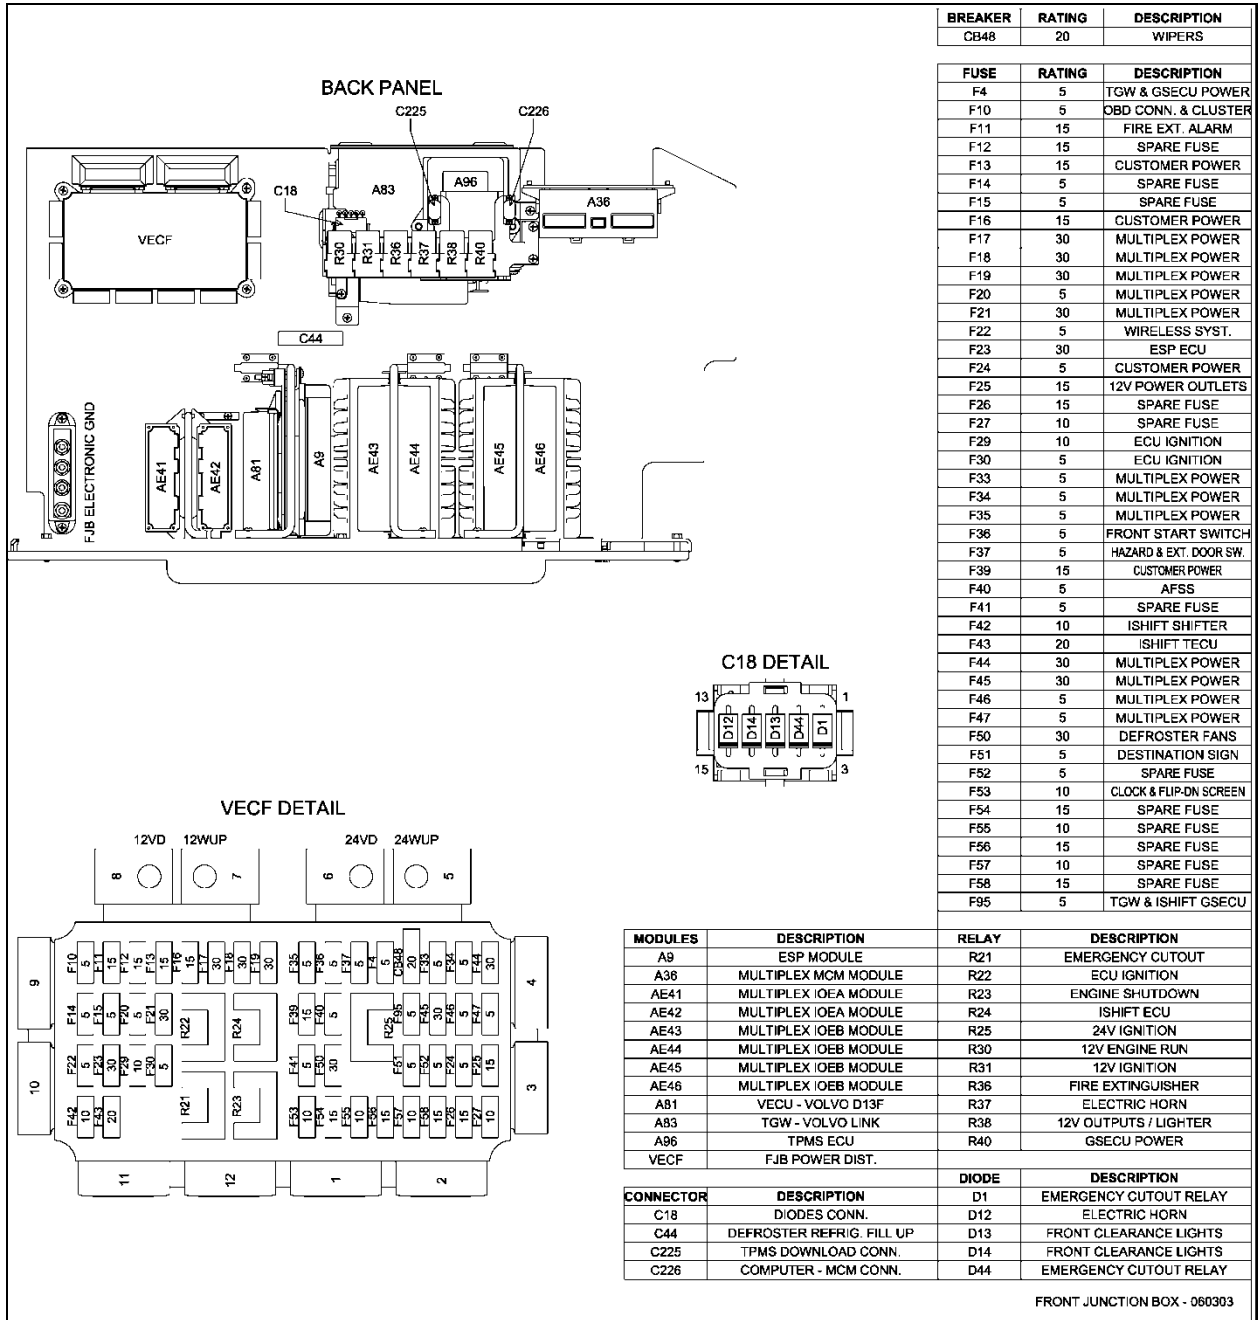 BREAKER RATING DESCRIPTION
CB48 20 WIPERS
FUSE RATING DESCRIPTION
F4 5 TGW & GSECU POWER
F10 5 OBD CONN. & CLUSTER
F11 15 FIRE EXT. ALARM
F12 15 SPARE FUSE
F13 15 CUSTOMER POWER
F14 5 SPARE FUSE
F15 5 SPARE FUSE
F16 15 CUSTOMER POWER
F17 30 MULTIPLEX POWER
F18 30 MULTIPLEX POWER
F19 30 MULTIPLEX POWER
F20 5 MULTIPLEX POWER
F21 30 MULTIPLEX POWER
F22 5 WIRELESS SYST.
F23 30 ESP ECU
F24 5 CUSTOMER POWER
F25 15 12V POWER OUTLETS
F26 15 SPARE FUSE
F27 10 SPARE FUSE
F29 10 ECU IGNITION
F30 5 ECU IGNITION
F33 5 MULTIPLEX POWER
F34 5 MULTIPLEX POWER
F35 5 MULTIPLEX POWER
F36 5 FRONT START SWITCH
F37 5 HAZARD & EXT. DOOR SW.
F39 15 CUSTOMER POWER
F40 5 AFSS
F41 5 SPARE FUSE
F42 10 ISHIFT SHIFTER
F43 20 ISHIFT TECU
F44 30 MULTIPLEX POWER
F45 30 MULTIPLEX POWER
F46 5 MULTIPLEX POWER
F47 5 MULTIPLEX POWER
F50 30 DEFROSTER FANS
F51 5 DESTINATION SIGN
F52 5 SPARE FUSE
F53 10 CLOCK & FLIP-DN SCREEN
F54 15 SPARE FUSE
F55 10 SPARE FUSE
F56 15 SPARE FUSE
F57 10 SPARE FUSE
F58 15 SPARE FUSE
F95 5 TGW & ISHIFT GSECU
BACK PANEL
C225 C226
C18 A83 A96 A36
VECF
R30 R31 R36 R37 R38 R40
C44
FJB ELECTRONIC GND
AE41 AE42 A81 A9 AE43 AE44 AE45 AE46
C18 DETAIL
13 1
D12 D14 D13 D44 D1
15 3
VECF DETAIL
12VD 12WUP 24VD 24WUP
8 7 6 5
9 F10 5 F11 15 F12 15 F13 15 F16 15 F17 30 F18 30 F19 30 F35 5 F36 5 F37 5 F4 5 CB48 20 F33 5 F34 5 F44 30 4
F14 5 F15 5 F20 5 F21 30 R22 R24 F39 15 F40 5 R25 F95 5 F45 30 F46 5 F47 5
10 F22 5 F23 30 F29 10 F30 5 F41 5 F50 30 F51 5 F52 5 F24 5 F25 15 3
F42 10 F43 20 R21 R23 F53 10 F54 15 F55 10 F56 15 F57 10 F58 15 F26 15 F27 10
11 12 1 2
MODULES DESCRIPTION
A9 ESP MODULE
A36 MULTIPLEX MCM MODULE
AE41 MULTIPLEX IOEA MODULE
AE42 MULTIPLEX IOEA MODULE
AE43 MULTIPLEX IOEB MODULE
AE44 MULTIPLEX IOEB MODULE
AE45 MULTIPLEX IOEB MODULE
AE46 MULTIPLEX IOEB MODULE
A81 VECU - VOLVO D13F
A83 TGW - VOLVO LINK
A96 TPMS ECU
VECF FJB POWER DIST.
RELAY DESCRIPTION
R21 EMERGENCY CUTOUT
R22 ECU IGNITION
R23 ENGINE SHUTDOWN
R24 ISHIFT ECU
R25 24V IGNITION
R30 12V ENGINE RUN
R31 12V IGNITION
R36 FIRE EXTINGUISHER
R37 ELECTRIC HORN
R38 12V OUTPUTS / LIGHTER
R40 GSECU POWER
CONNECTOR DESCRIPTION
C18 DIODES CONN.
C44 DEFROSTER REFRIG. FILL UP
C225 TPMS DOWNLOAD CONN.
C226 COMPUTER - MCM CONN.
DIODE DESCRIPTION
D1 EMERGENCY CUTOUT RELAY
D12 ELECTRIC HORN
D13 FRONT CLEARANCE LIGHTS
D14 FRONT CLEARANCE LIGHTS
D44 EMERGENCY CUTOUT RELAY
FRONT JUNCTION BOX - 060303